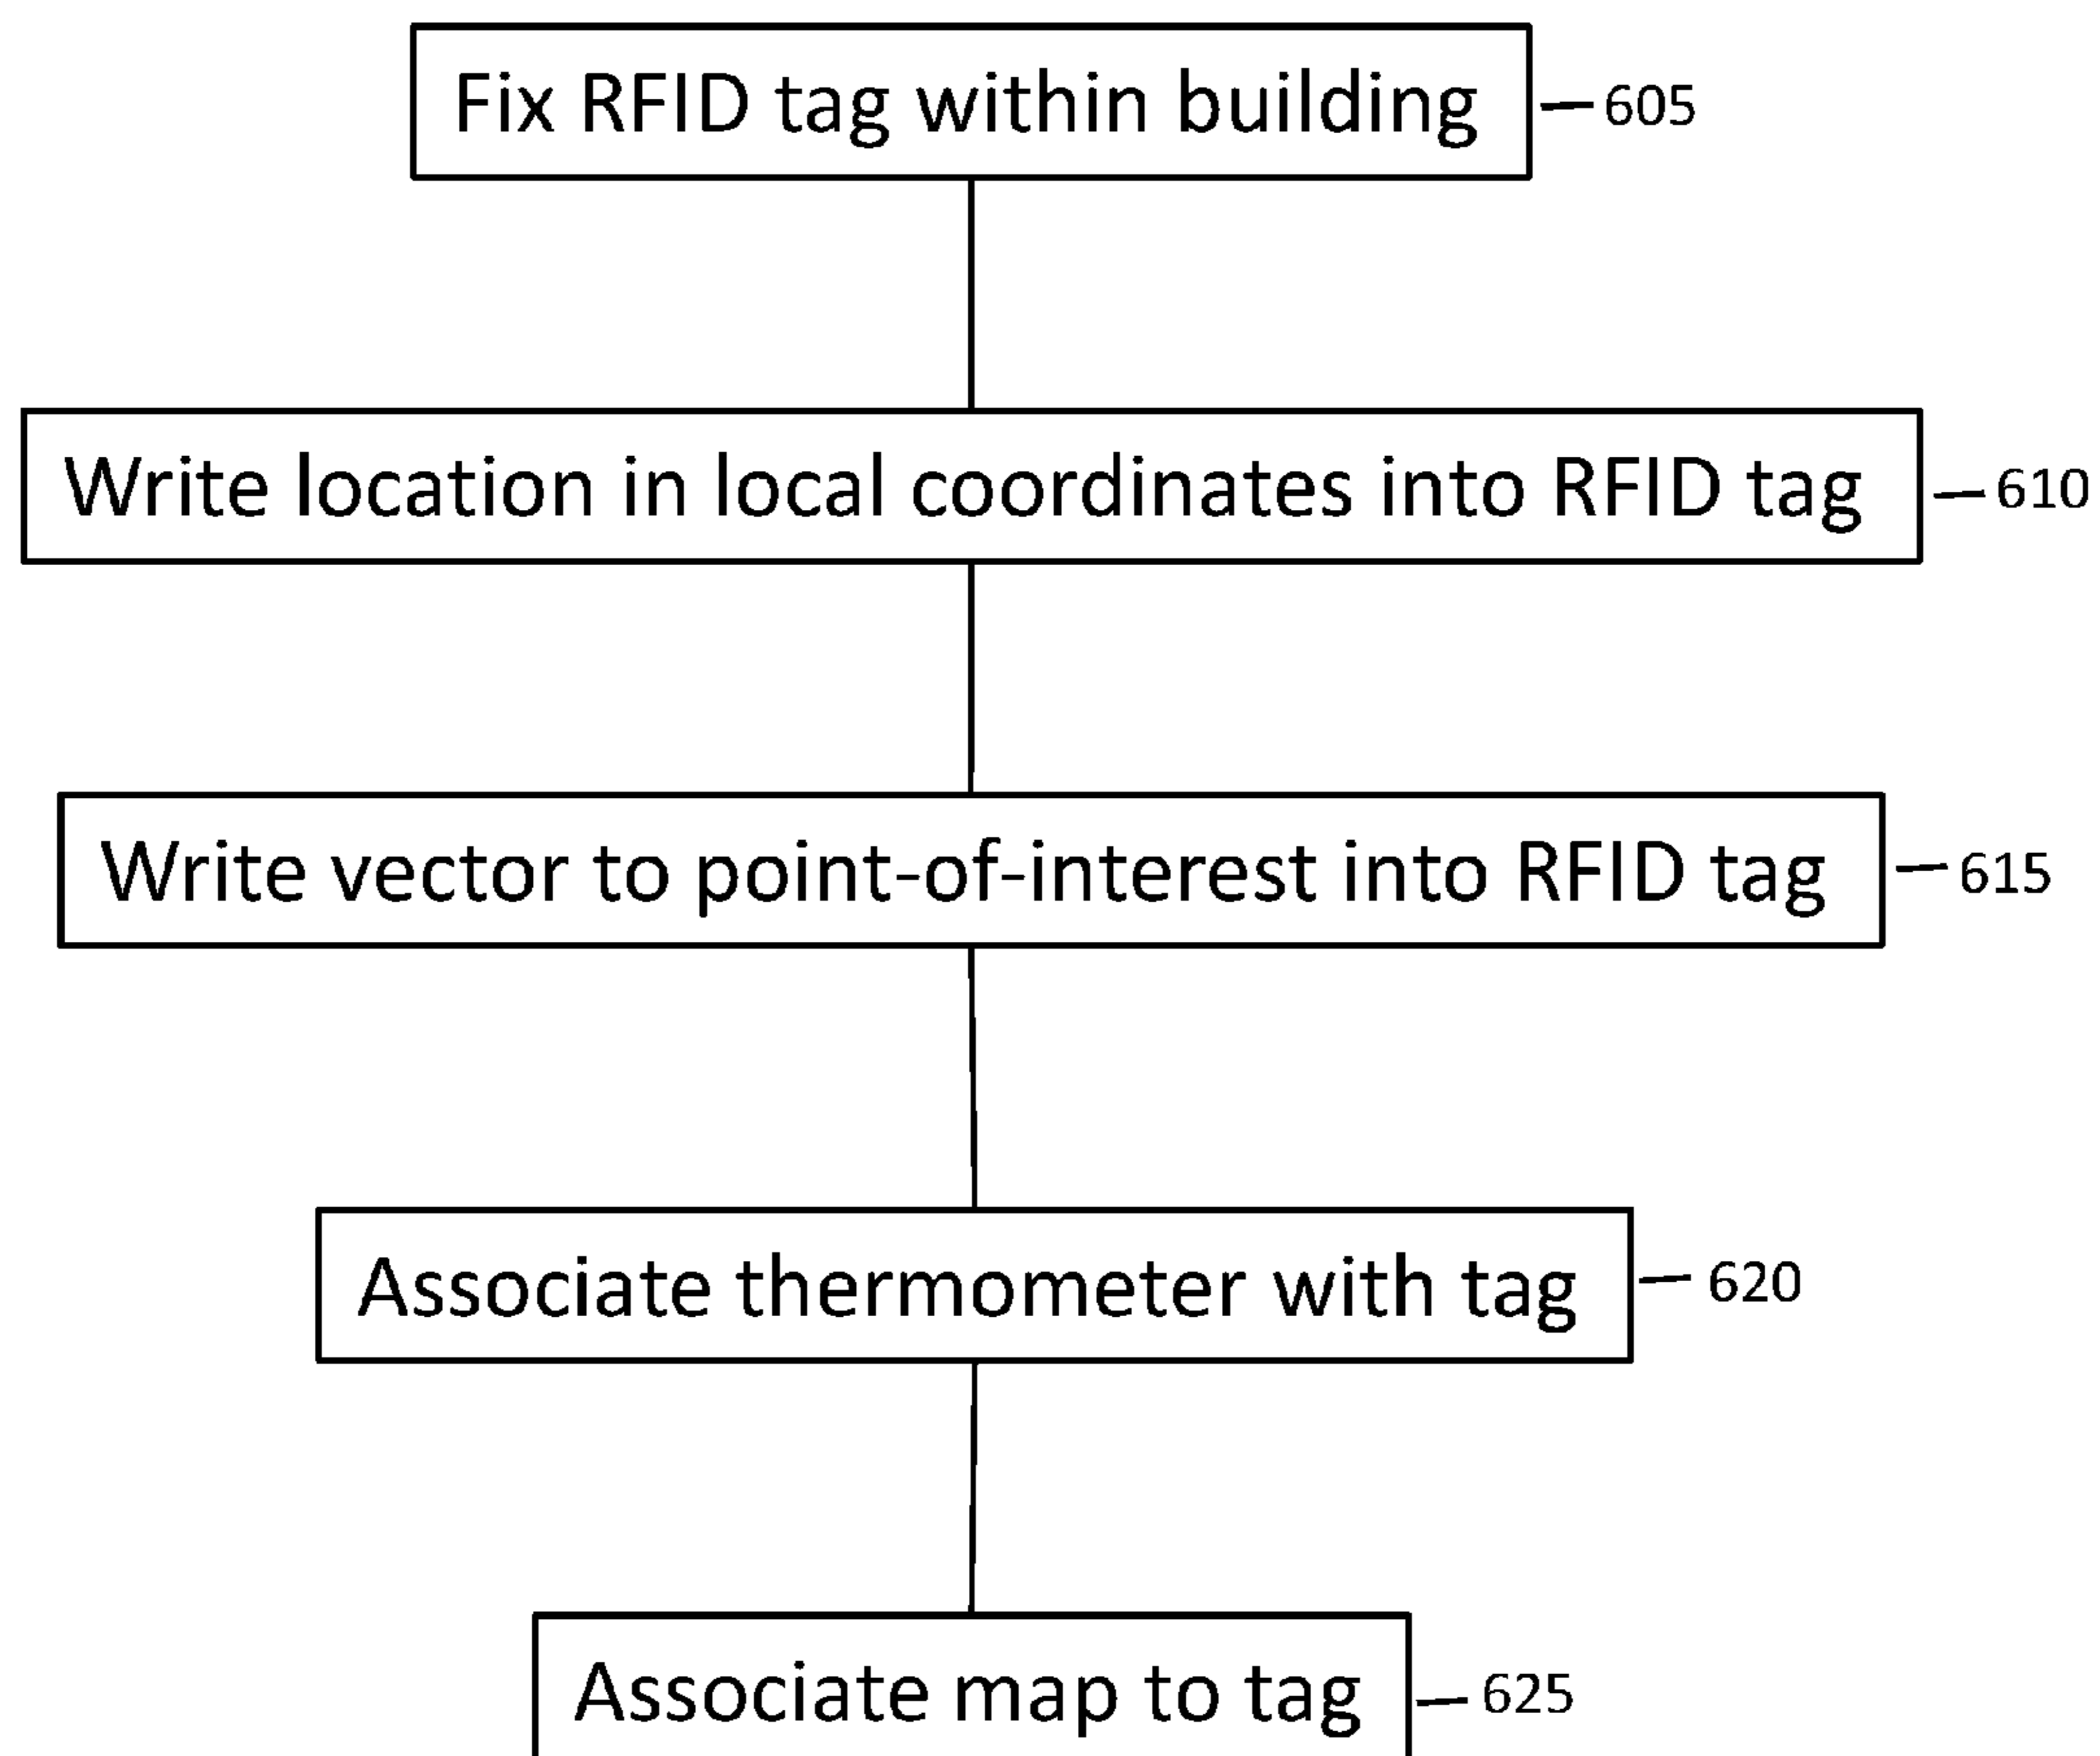 Fix RFID tag within building 605
Write location in local coordinates into RFID tag 610
Write vector to point-of-interest into RFID tag 615
Associate thermometer with tag 620
Associate map to tag 625